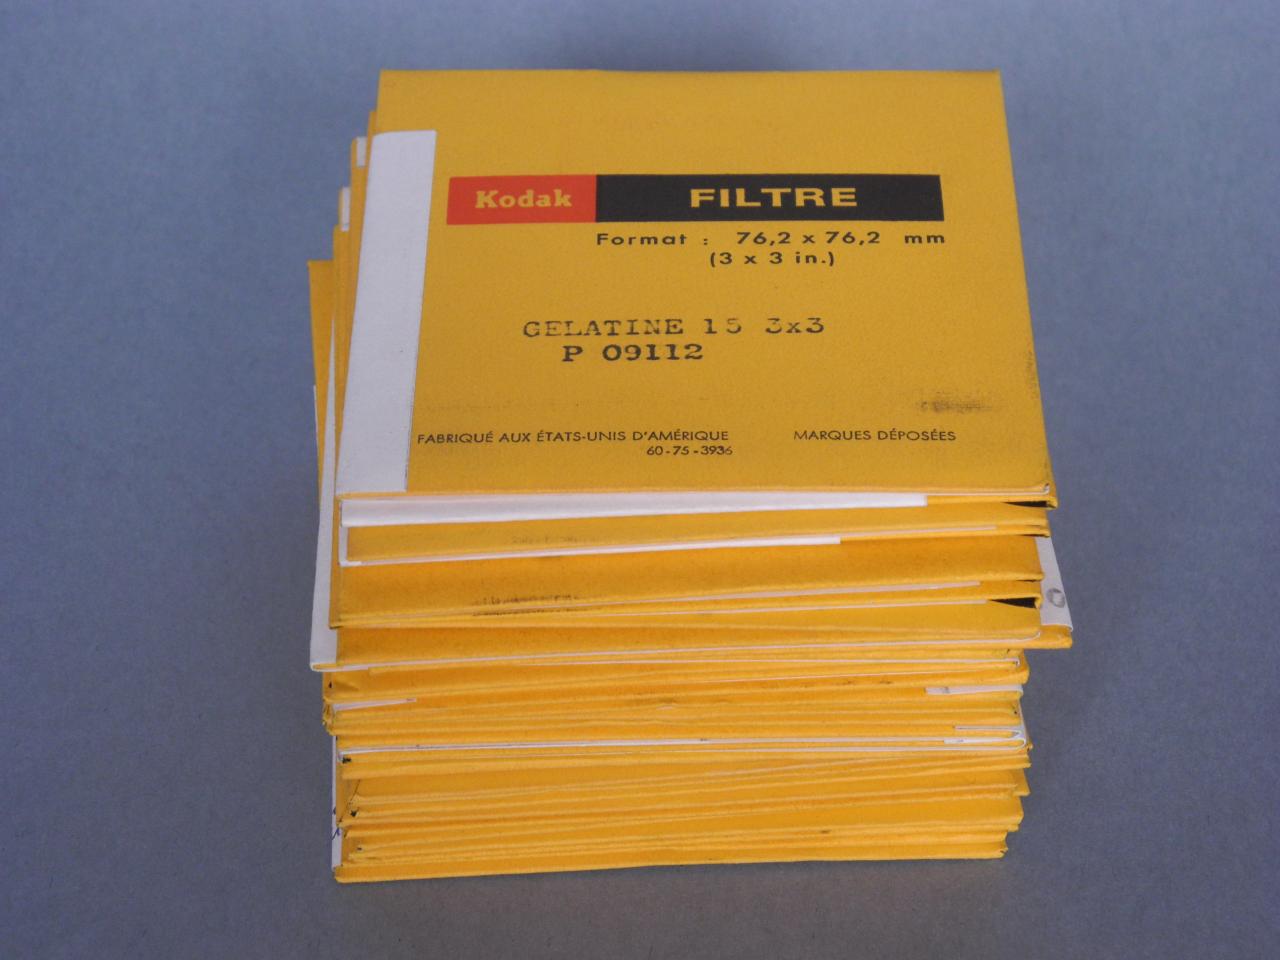 Kodak FILTRE
Format : 76,2 x 76,2 mm
(3 x 3 in.)
GELATINE 15 3x3
P 09112
FABRIQUÉ AUX ÉTATS-UNIS D'AMÉRIQUE MARQUES DÉPOSÉES
60-75-3936